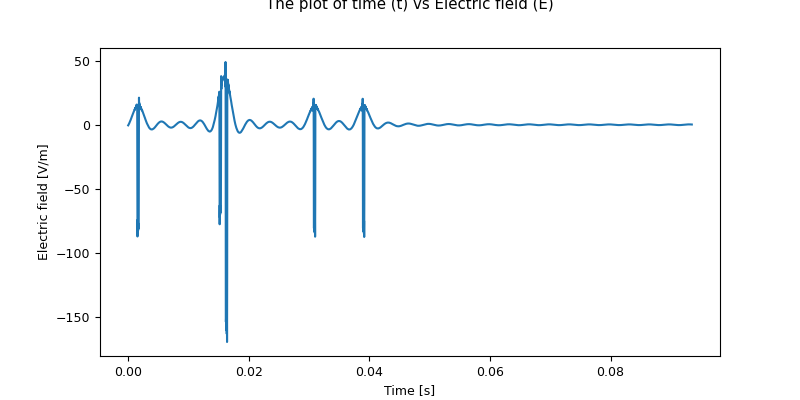 The plot of time (t) vs Electric field (E)
50
0
−50
−100
−150
Electric field [V/m]
0.00 0.02 0.04 0.06 0.08
Time [s]